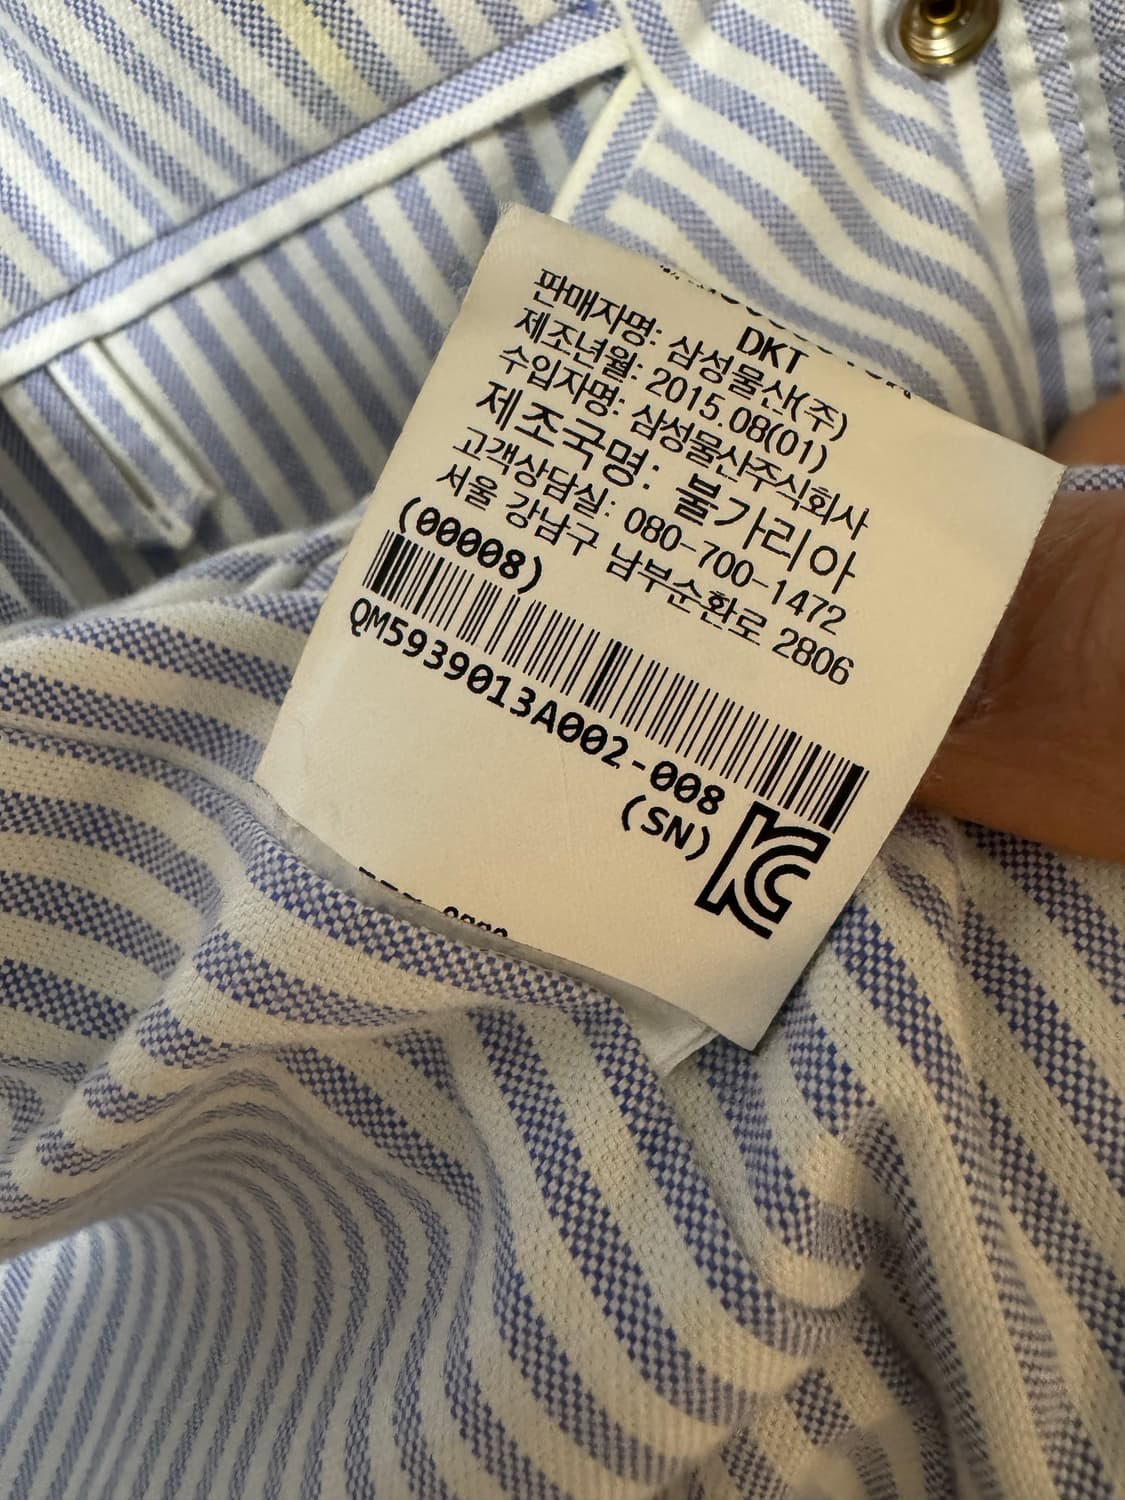 DKT
판매자명: 삼성물산(주)
제조년월: 2015.08(01)
수입자명: 삼성물산주식회사
제조국명: 불가리아
고객상담실: 080-700-1472
서울 강남구 남부순환로 2806
(00008)
QM5939013A002-008
(SN)
KC